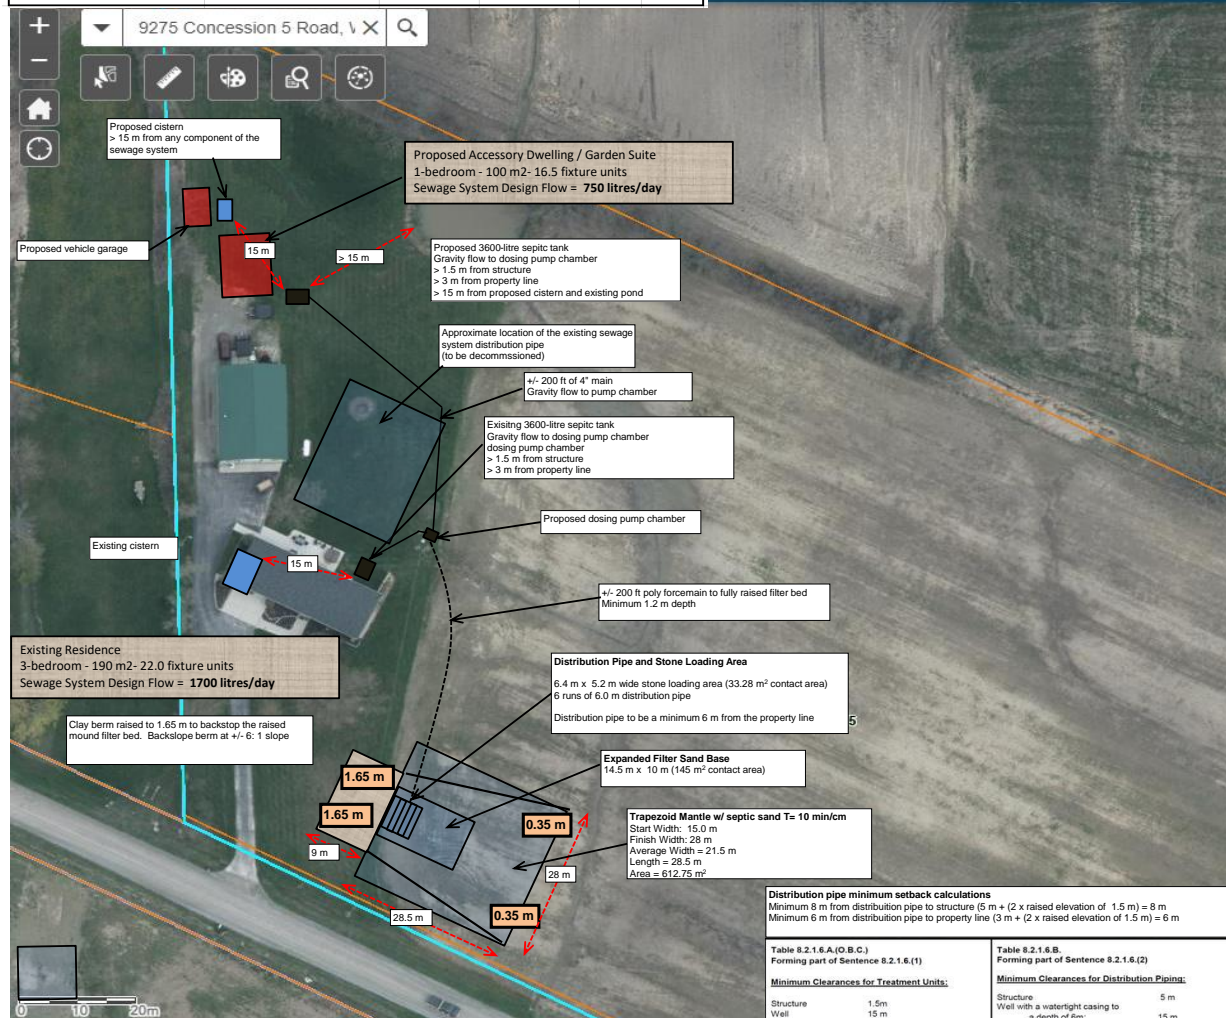 9275 Concession 5 Road, W
Proposed cistern
> 15 m from any component of the
sewage system
Proposed Accessory Dwelling / Garden Suite
1-bedroom - 100 m2- 16.5 fixture units
Sewage System Design Flow = 750 litres/day
Proposed vehicle garage
15 m
> 15 m
Proposed 3600-litre sepitc tank
Gravity flow to dosing pump chamber
> 1.5 m from structure
> 3 m from property line
> 15 m from proposed cistern and existing pond
Approximate location of the existing sewage
system distribution pipe
(to be decommssioned)
+/- 200 ft of 4" main
Gravity flow to pump chamber
Exisitng 3600-litre sepitc tank
Gravity flow to dosing pump chamber
dosing pump chamber
> 1.5 m from structure
> 3 m from property line
Proposed dosing pump chamber
Existing cistern
15 m
+/- 200 ft poly forcemain to fully raised filter bed
Minimum 1.2 m depth
Existing Residence
3-bedroom - 190 m2- 22.0 fixture units
Sewage System Design Flow = 1700 litres/day
Distribution Pipe and Stone Loading Area
6.4 m x 5.2 m wide stone loading area (33.28 m² contact area)
6 runs of 6.0 m distribution pipe
Distribution pipe to be a minimum 6 m from the property line
5
Clay berm raised to 1.65 m to backstop the raised
mound filter bed. Backslope berm at +/- 6: 1 slope
Expanded Filter Sand Base
14.5 m x 10 m (145 m² contact area)
1.65 m
1.65 m
0.35 m
0.35 m
Trapezoid Mantle w/ septic sand T= 10 min/cm
Start Width: 15.0 m
Finish Width: 28 m
Average Width = 21.5 m
Length = 28.5 m
Area = 612.75 m²
9 m
28 m
28.5 m
Distribution pipe minimum setback calculations
Minimum 8 m from distribuition pipe to structure (5 m + (2 x raised elevation of 1.5 m) = 8 m
Minimum 6 m from distribuition pipe to property line (3 m + (2 x raised elevation of 1.5 m) = 6 m
Table 8.2.1.6.A.(O.B.C.)
Forming part of Sentence 8.2.1.6.(1)
Minimum Clearances for Treatment Units:
Structure 1.5m
Well 15 m
Table 8.2.1.6.B.
Forming part of Sentence 8.2.1.6.(2)
Minimum Clearances for Distribution Piping:
Structure 5 m
Well with a watertight casing to
a depth of 6m: 15 m
0 10 20m